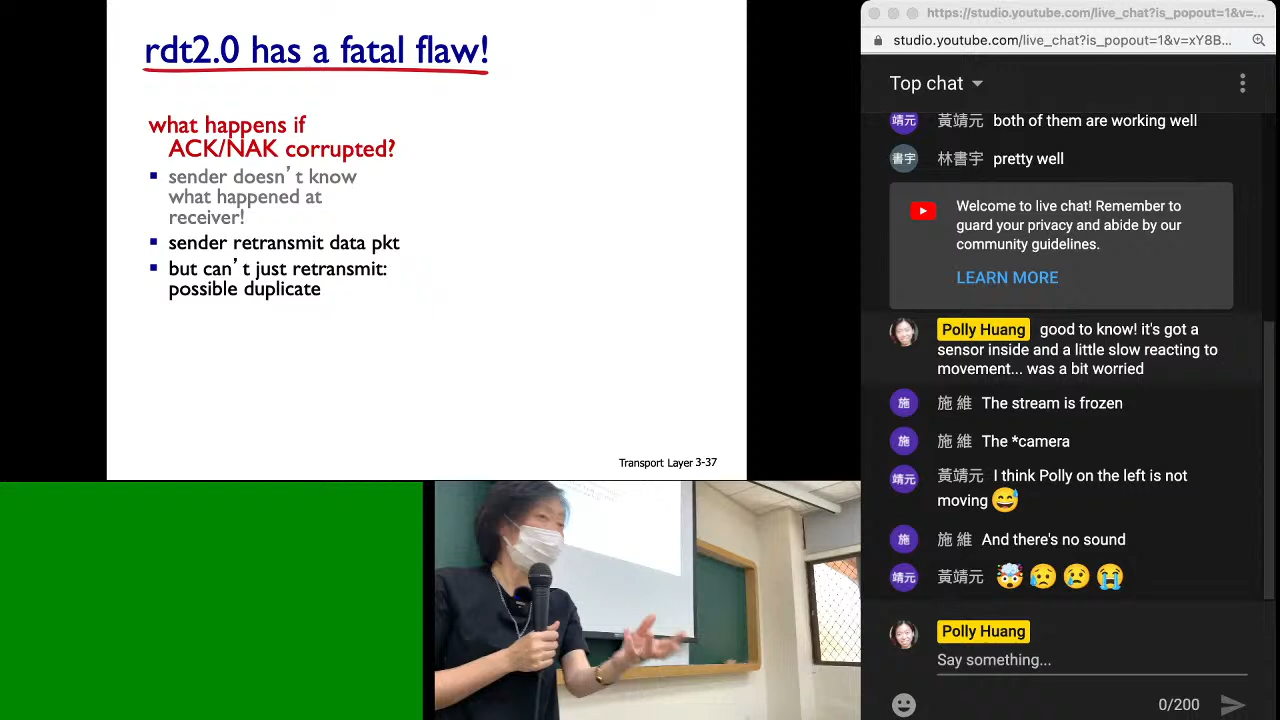 rdt2.0 has a fatal flaw!
what happens if
ACK/NAK corrupted?
sender doesn't know
what happened at
receiver!
sender retransmit data pkt
but can't just retransmit:
possible duplicate
Transport Layer 3-37
https://studio.youtube.com/live_chat?is_popout=1&v=...
studio.youtube.com/live_chat?is_popout=1&v=xY8B...
Top chat
靖元 黃靖元 both of them are working well
書宇 林書宇 pretty well
Welcome to live chat! Remember to
guard your privacy and abide by our
community guidelines.
LEARN MORE
Polly Huang good to know! it's got a
sensor inside and a little slow reacting to
movement... was a bit worried
施 施 維 The stream is frozen
施 施 維 The *camera
靖元 黃靖元 I think Polly on the left is not
moving 😅
施 施 維 And there's no sound
靖元 黃靖元 🤯😥😢😭
Polly Huang
Say something...
0/200